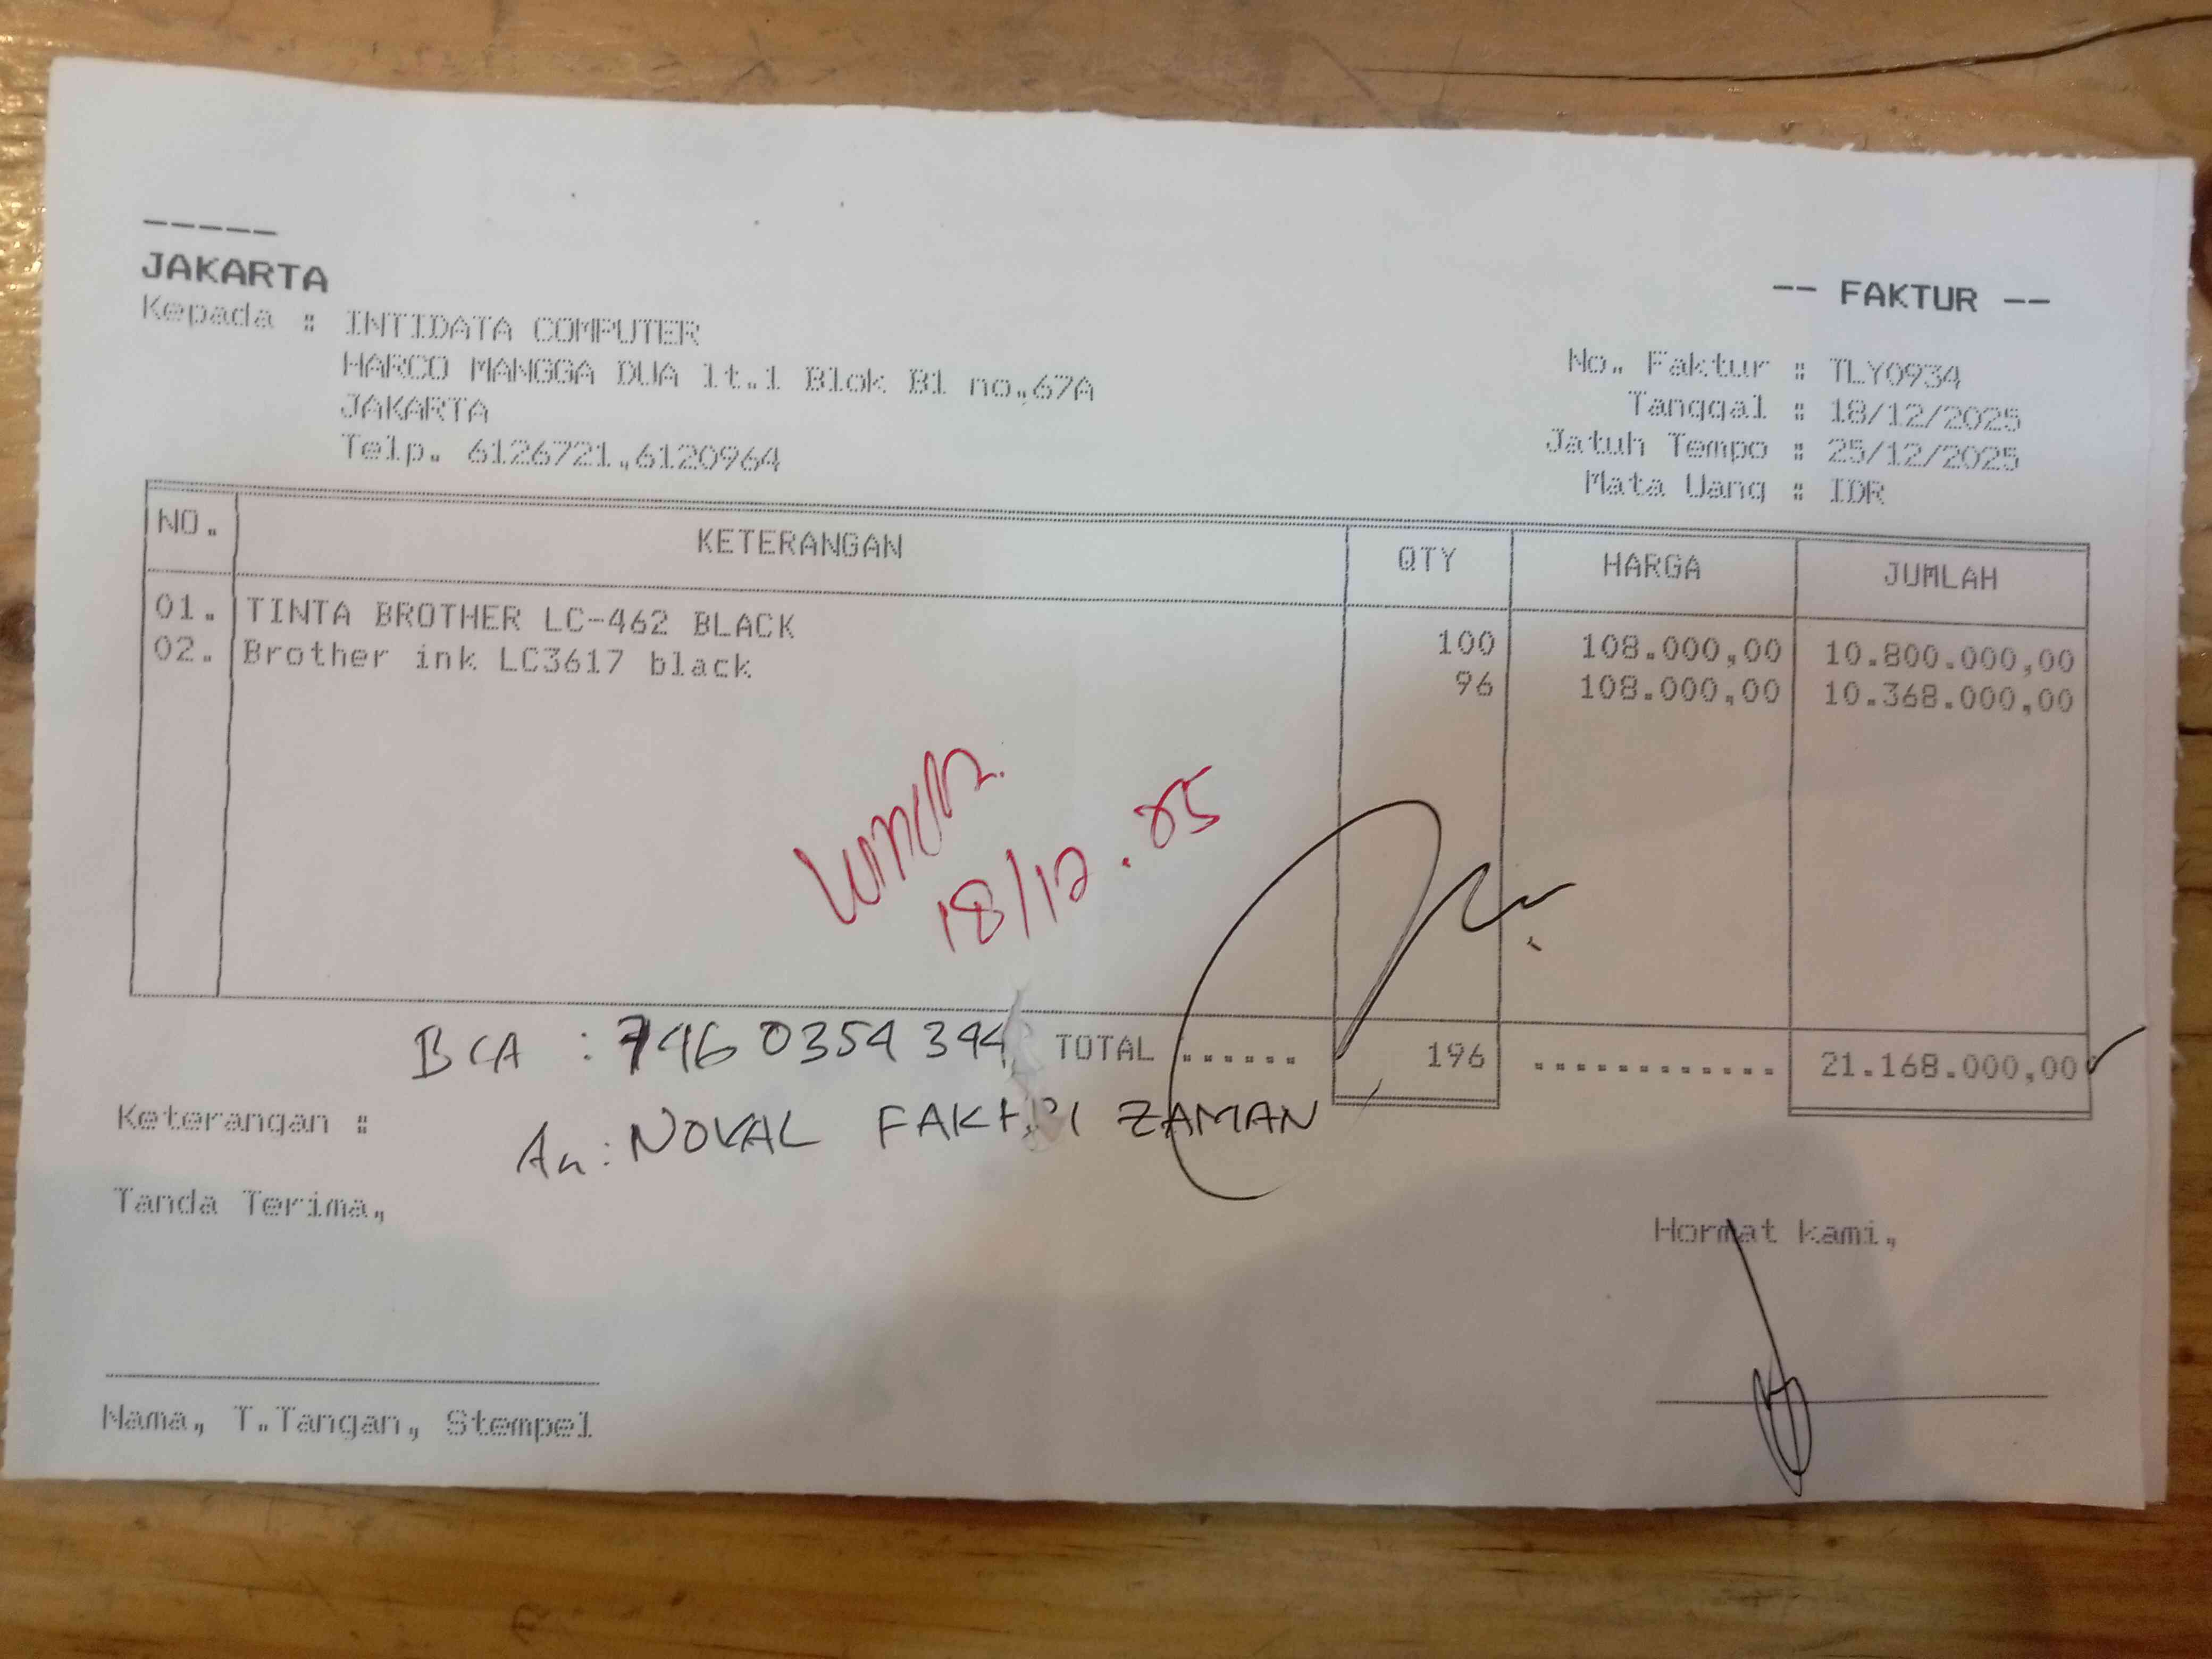 -----
JAKARTA
-- FAKTUR --
Kepada : INTIDATA COMPUTER
HARCO MANGGA DUA lt.1 Blok B1 no.67A
JAKARTA
Telp. 6126721,6120964
No. Faktur : TLY0934
Tanggal : 18/12/2025
Jatuh Tempo : 25/12/2025
Mata Uang : IDR
NO. KETERANGAN QTY HARGA JUMLAH
01. TINTA BROTHER LC-462 BLACK 100 108.000,00 10.800.000,00
02. Brother ink LC3617 black 96 108.000,00 10.368.000,00
18/12.25
BCA : 7460354344
TOTAL ...... 196 ............ 21.168.000,00
Keterangan :
An: NOVAL ZAMAN
Tanda Terima,
Hormat kami,
Nama, T.Tangan, Stempel